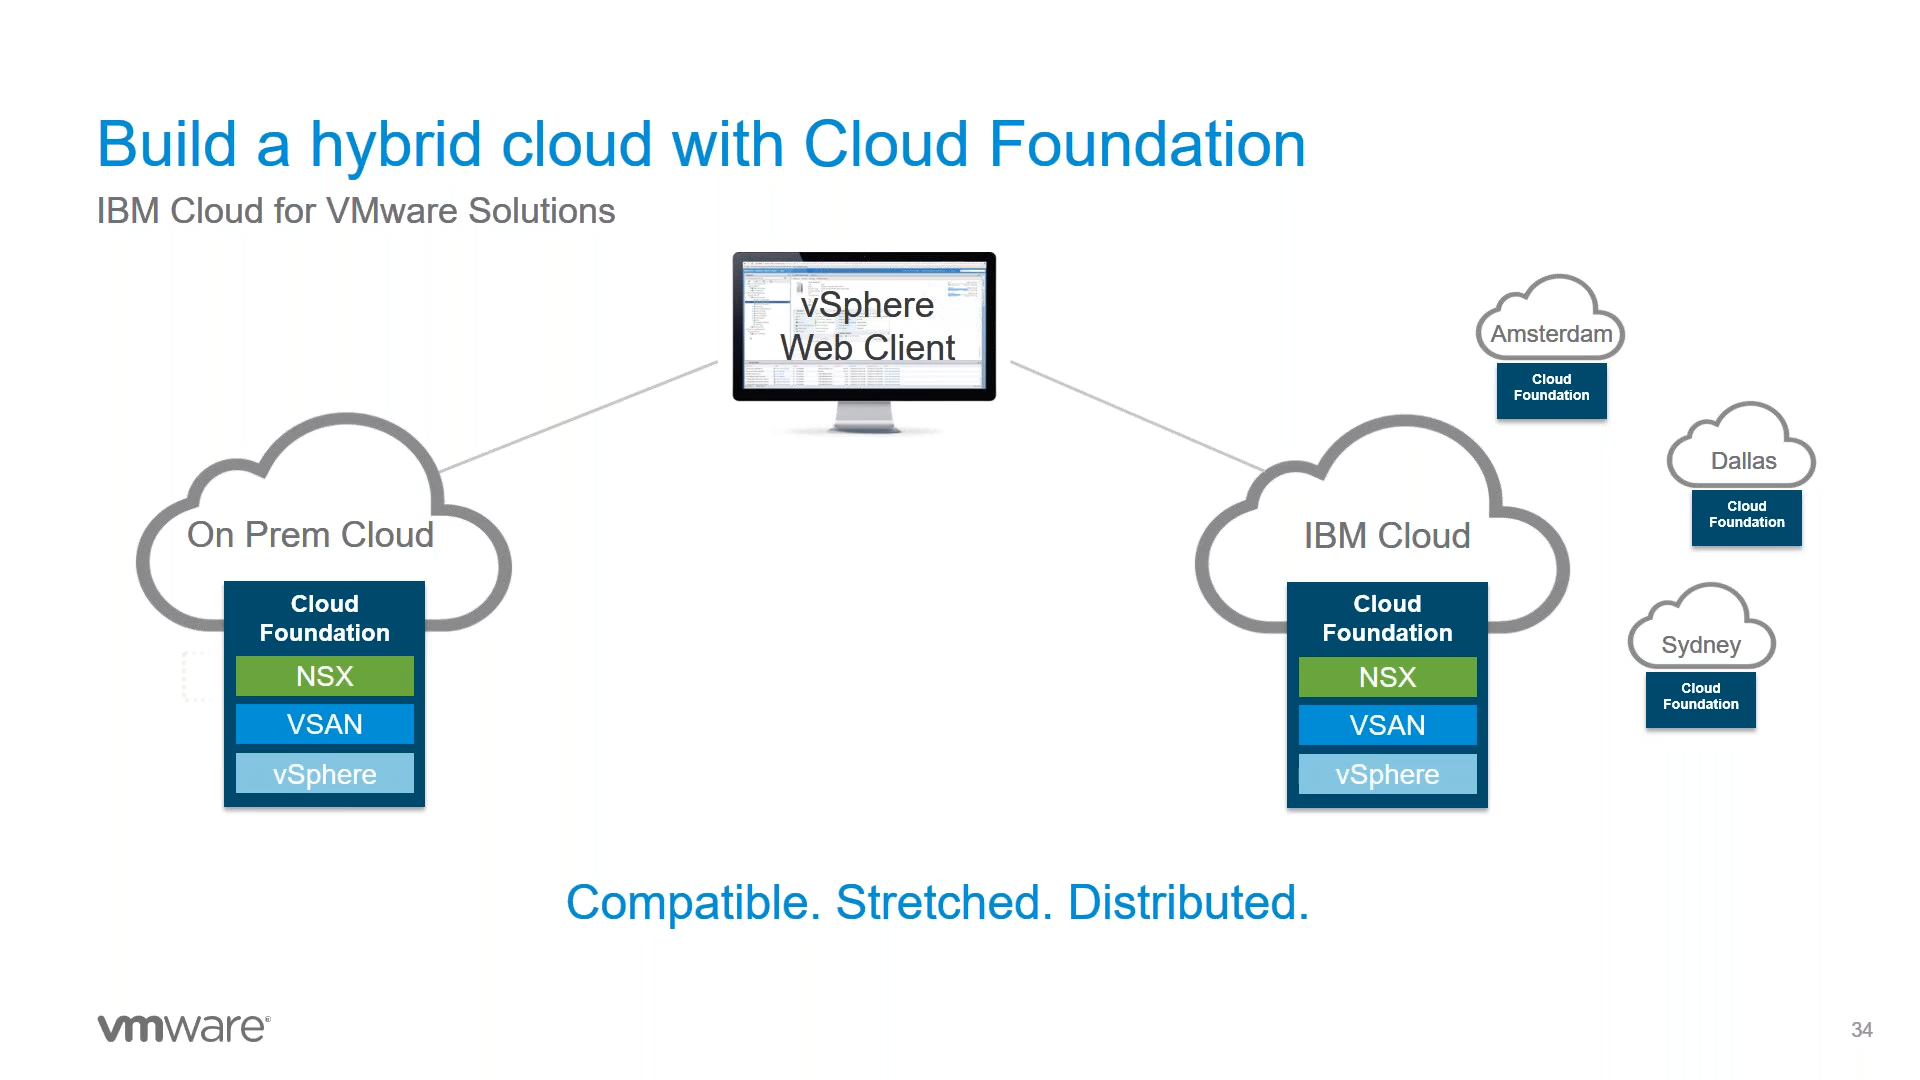 Build a hybrid cloud with Cloud Foundation
IBM Cloud for VMware Solutions
vSphere
Web Client
On Prem Cloud
Cloud
Foundation
NSX
VSAN
vSphere
IBM Cloud
Cloud
Foundation
NSX
VSAN
vSphere
Amsterdam
Cloud
Foundation
Dallas
Cloud
Foundation
Sydney
Cloud
Foundation
Compatible. Stretched. Distributed.
vmware®
34